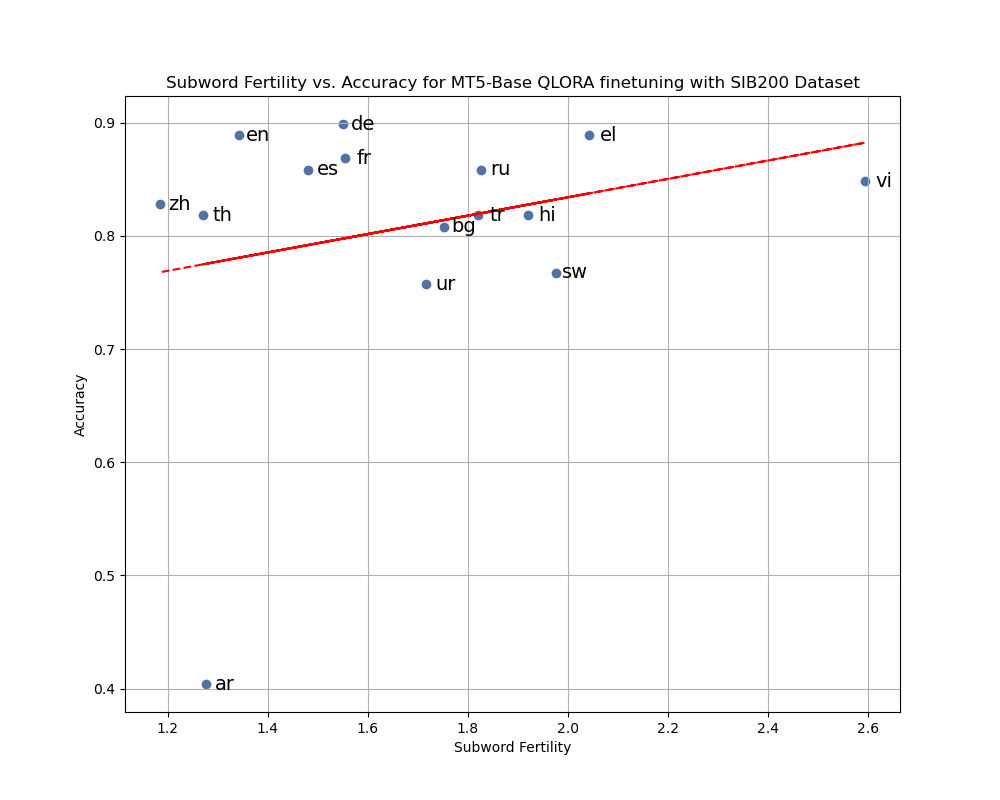 Subword Fertility vs. Accuracy for MT5-Base QLORA finetuning with SIB200 Dataset
0.9
0.8
0.7
0.6
0.5
0.4
Accuracy
de
en
el
fr
es
ru
vi
zh
th
tr
hi
bg
sw
ur
ar
1.2 1.4 1.6 1.8 2.0 2.2 2.4 2.6
Subword Fertility